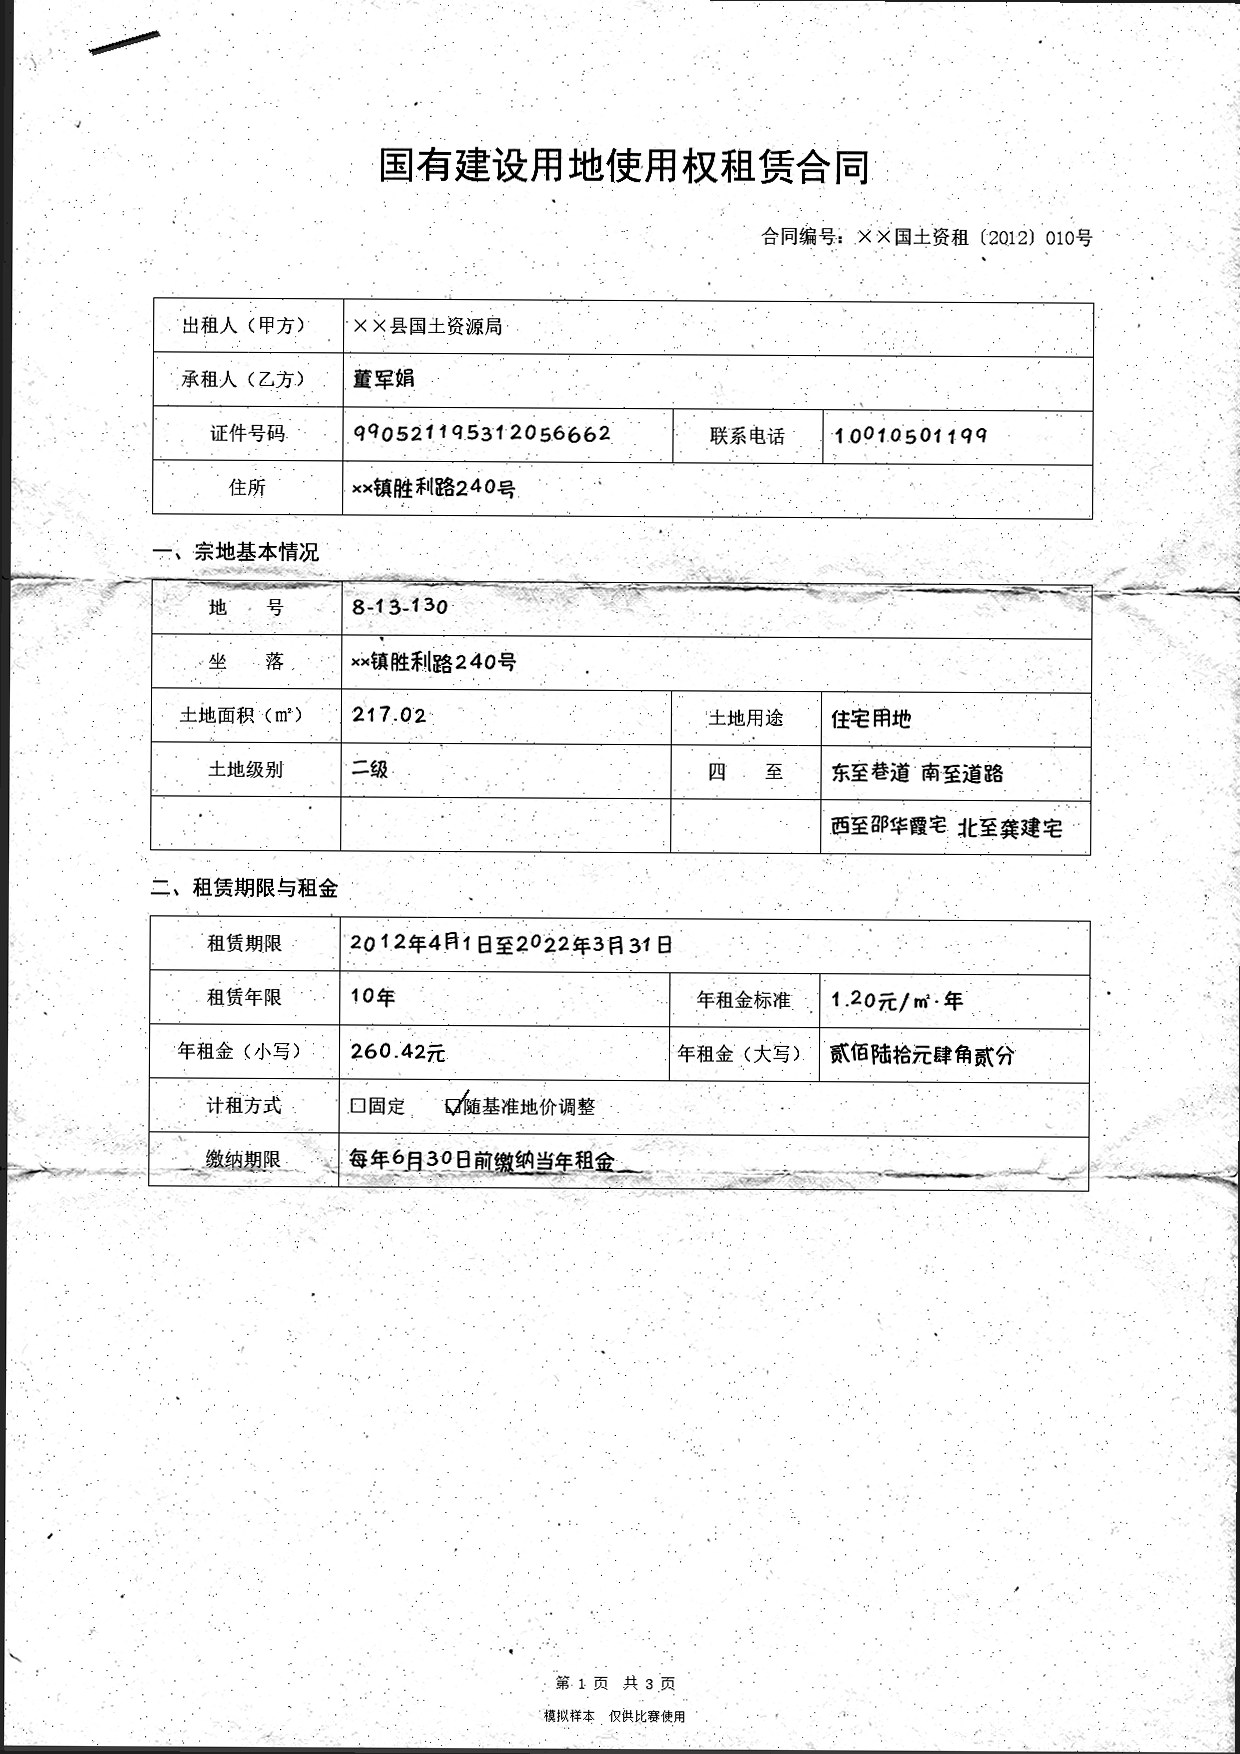 国有建设用地使用权租赁合同
合同编号：××国土资租〔2012〕010号
出租人（甲方） ××县国土资源局
承租人（乙方） 董军娟
证件号码 990521195312056662 联系电话 10010501199
住所 ××镇胜利路240号
一、宗地基本情况
地　号 8-13-130
坐　落 ××镇胜利路240号
土地面积（㎡） 217.02 土地用途 住宅用地
土地级别 二级 四　至 东至巷道 南至道路
西至邵华霞宅 北至龚建宅
二、租赁期限与租金
租赁期限 2012年4月1日至2022年3月31日
租赁年限 10年 年租金标准 1.20元/㎡·年
年租金（小写） 260.42元 年租金（大写） 贰佰陆拾元肆角贰分
计租方式 □固定 ☑随基准地价调整
缴纳期限 每年6月30日前缴纳当年租金
第 1 页 共 3 页
模拟样本 仅供比赛使用